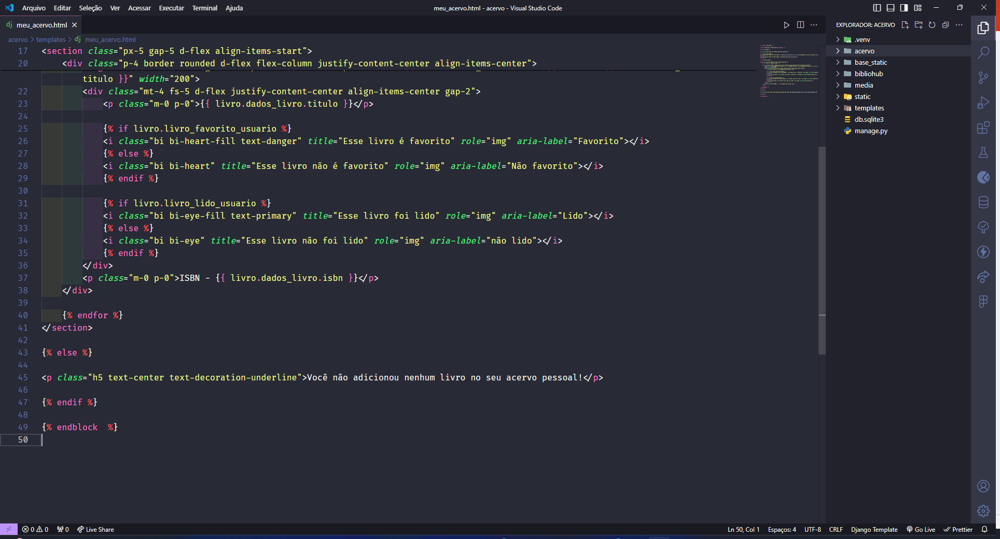 Arquivo Editar Seleção Ver Acessar Executar Terminal Ajuda
meu_acervo.html - acervo - Visual Studio Code
meu_acervo.html
acervo > templates > meu_acervo.html
17 <section class="px-5 gap-5 d-flex align-items-start">
20 <div class="p-4 border rounded d-flex flex-column justify-content-center align-items-center">
titulo }}" width="200">
22 <div class="mt-4 fs-5 d-flex justify-content-center align-items-center gap-2">
23 <p class="m-0 p-0">{{ livro.dados_livro.titulo }}</p>
24
25 {% if livro.livro_favorito_usuario %}
26 <i class="bi bi-heart-fill text-danger" title="Esse livro é favorito" role="img" aria-label="Favorito"></i>
27 {% else %}
28 <i class="bi bi-heart" title="Esse livro não é favorito" role="img" aria-label="Não favorito"></i>
29 {% endif %}
30
31 {% if livro.livro_lido_usuario %}
32 <i class="bi bi-eye-fill text-primary" title="Esse livro foi lido" role="img" aria-label="Lido"></i>
33 {% else %}
34 <i class="bi bi-eye" title="Esse livro não foi lido" role="img" aria-label="não lido"></i>
35 {% endif %}
36 </div>
37 <p class="m-0 p-0">ISBN - {{ livro.dados_livro.isbn }}</p>
38 </div>
39
40 {% endfor %}
41 </section>
42
43 {% else %}
44
45 <p class="h5 text-center text-decoration-underline">Você não adicionou nenhum livro no seu acervo pessoal!</p>
46
47 {% endif %}
48
49 {% endblock  %}
50
EXPLORADOR: ACERVO
.venv
acervo
base_static
bibliohub
media
static
templates
db.sqlite3
manage.py
0 0 0 Live Share
Ln 50, Col 1 Espaços: 4 UTF-8 CRLF Django Template Go Live Prettier